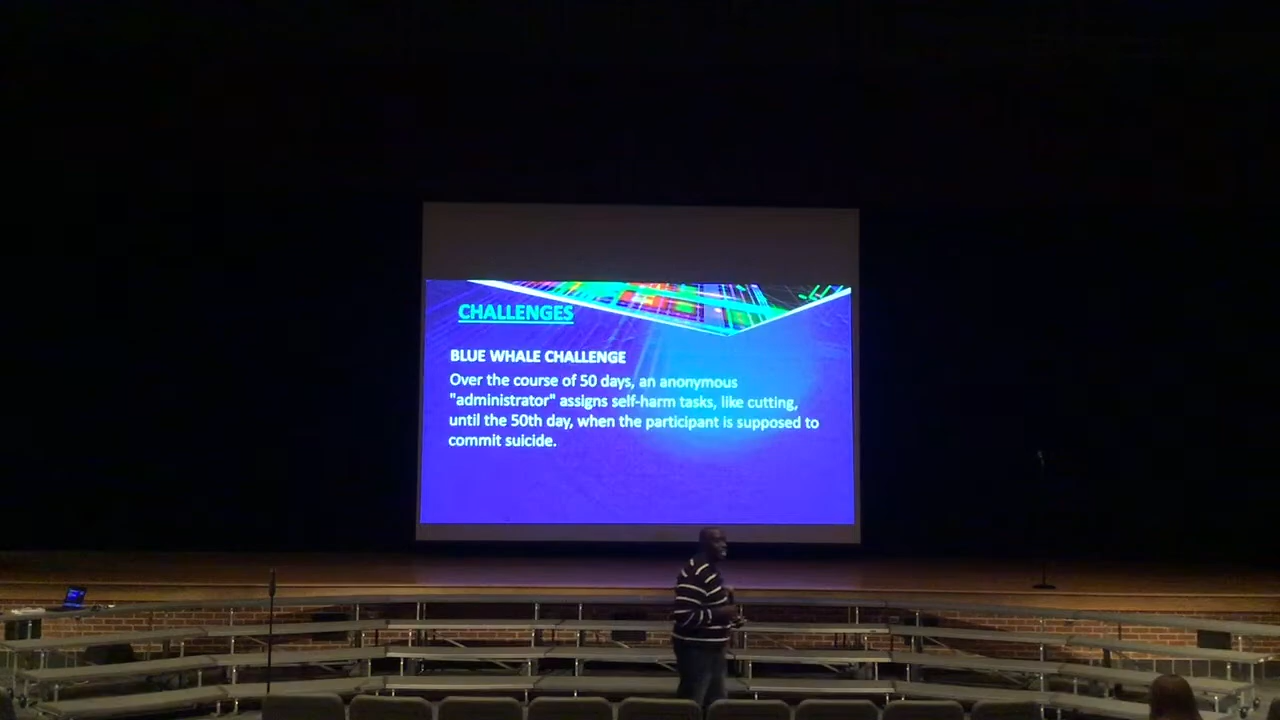 CHALLENGES
BLUE WHALE CHALLENGE
Over the course of 50 days, an anonymous
"administrator" assigns self-harm tasks, like cutting,
until the 50th day, when the participant is supposed to
commit suicide.